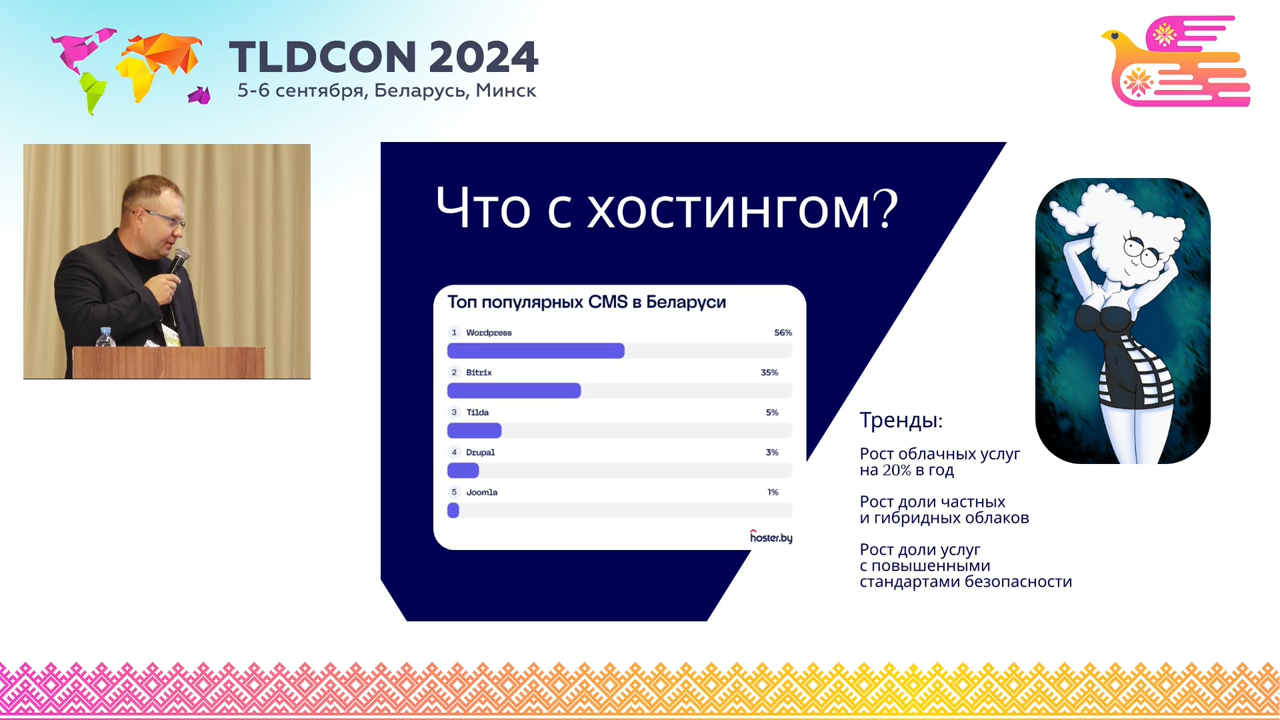 TLDCON 2024
5-6 сентября, Беларусь, Минск
Что с хостингом?
Топ популярных CMS в Беларуси
1 Wordpress 56%
2 Bitrix 35%
3 Tilda 5%
4 Drupal 3%
5 Joomla 1%
hoster.by
Тренды:
Рост облачных услуг
на 20% в год
Рост доли частных
и гибридных облаков
Рост доли услуг
с повышенными
стандартами безопасности